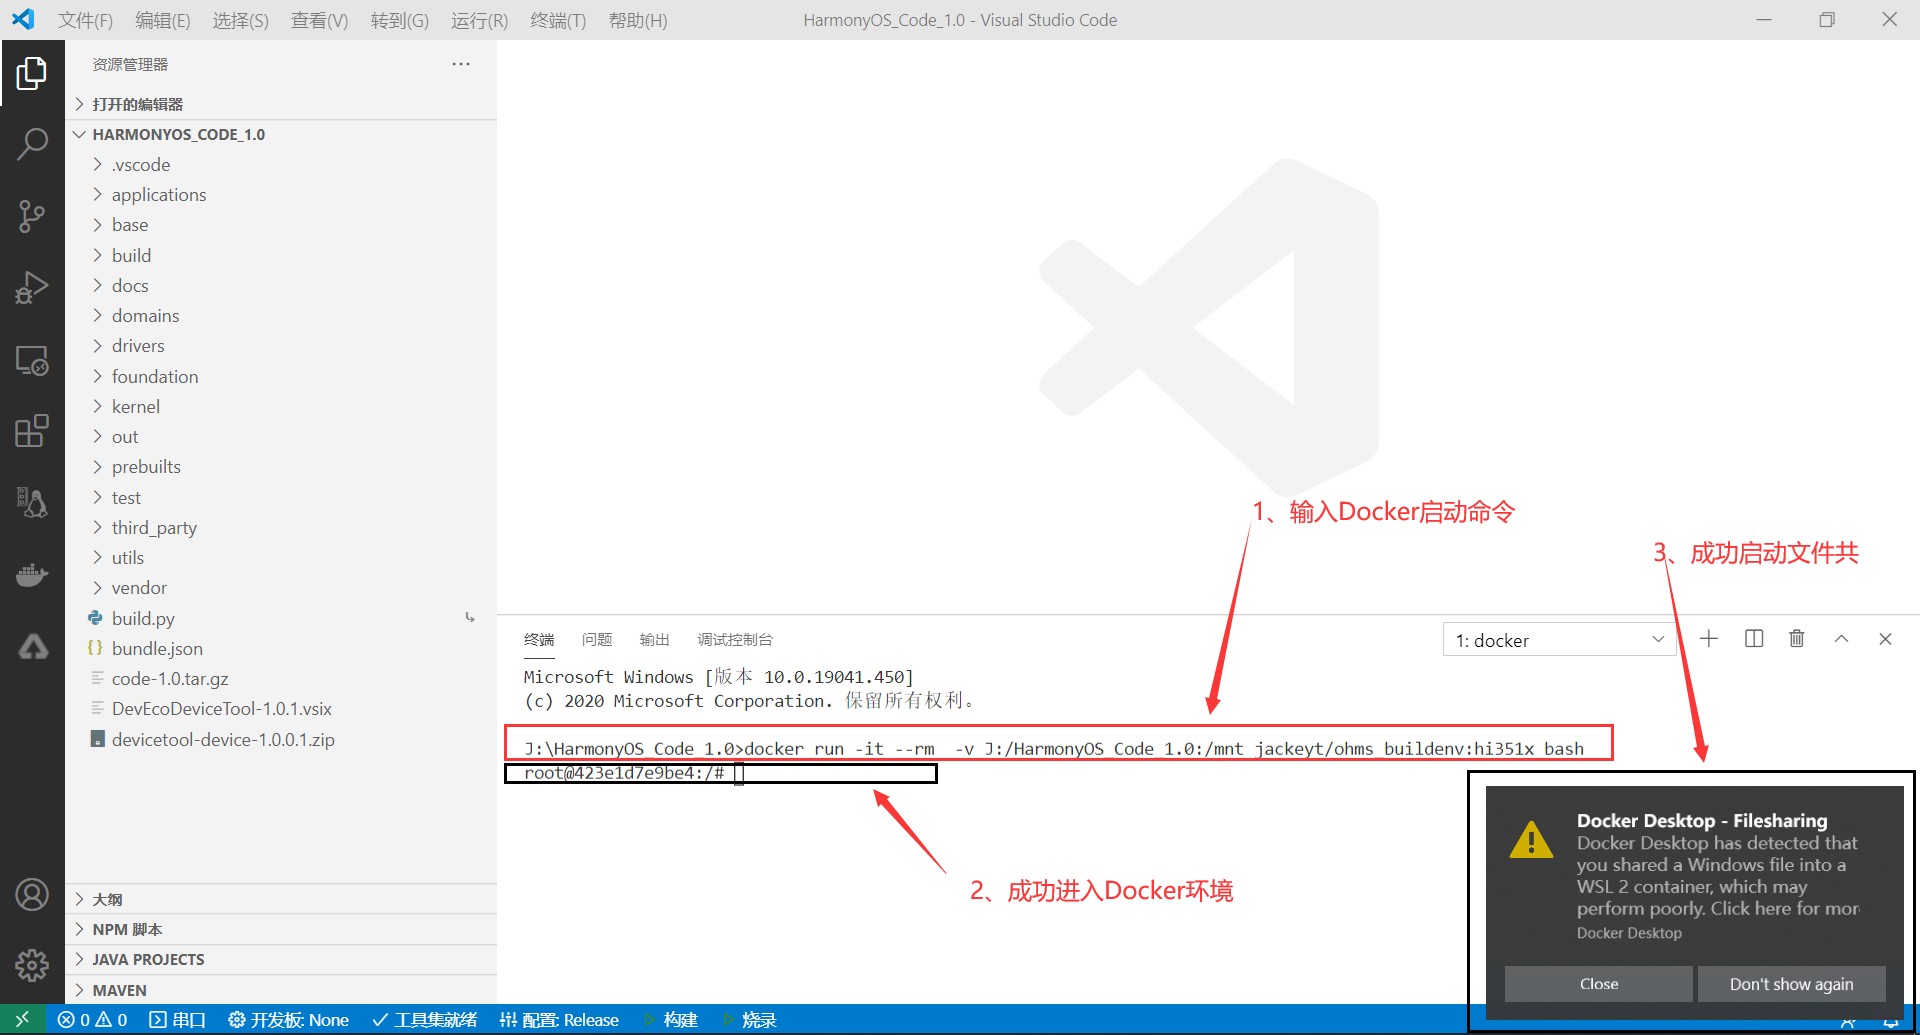 文件(F) 编辑(E) 选择(S) 查看(V) 转到(G) 运行(R) 终端(T) 帮助(H) HarmonyOS_Code_1.0 - Visual Studio Code
资源管理器
打开的编辑器
HARMONYOS_CODE_1.0
.vscode
applications
base
build
docs
domains
drivers
foundation
kernel
out
prebuilts
test
third_party
utils
vendor
build.py
bundle.json
code-1.0.tar.gz
DevEcoDeviceTool-1.0.1.vsix
devicetool-device-1.0.0.1.zip
大纲
NPM 脚本
JAVA PROJECTS
MAVEN
1、输入Docker启动命令
3、成功启动文件共
终端 问题 输出 调试控制台 1: docker
Microsoft Windows [版本 10.0.19041.450]
(c) 2020 Microsoft Corporation. 保留所有权利。
J:\HarmonyOS_Code_1.0>docker run -it --rm  -v J:/HarmonyOS_Code_1.0:/mnt jackeyt/ohms_buildenv:hi351x bash
root@423e1d7e9be4:/#
2、成功进入Docker环境
Docker Desktop - Filesharing
Docker Desktop has detected that
you shared a Windows file into a
WSL 2 container, which may
perform poorly. Click here for mor
Docker Desktop
Close Don't show again
0 0 串口 开发板: None 工具集就绪 配置: Release 构建 烧录